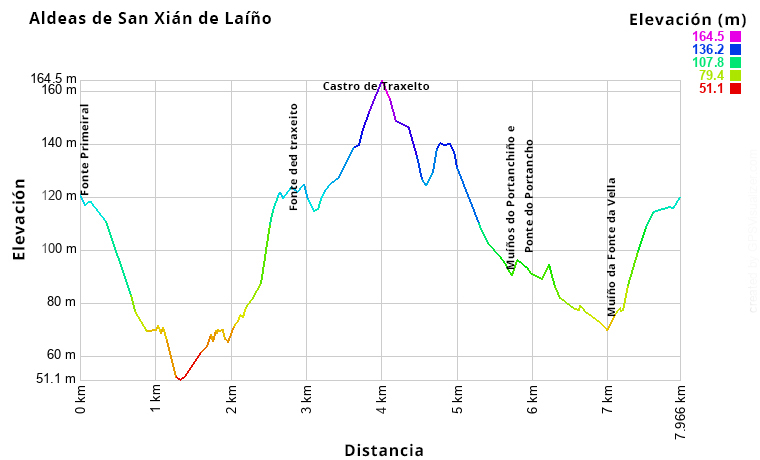 Aldeas de San Xián de Laíño
Elevación (m)
164.5
136.2
107.8
79.4
51.1
164.5 m
160 m
140 m
120 m
100 m
80 m
60 m
51.1 m
Elevación
Fonte Primeiral
Fonte ded traxeito
Castro de Traxelto
Muíños do Portanchiño e
Ponte do Portancho
Muíño da Fonte da Vella
0 km
1 km
2 km
3 km
4 km
5 km
6 km
7 km
7.966 km
Distancia